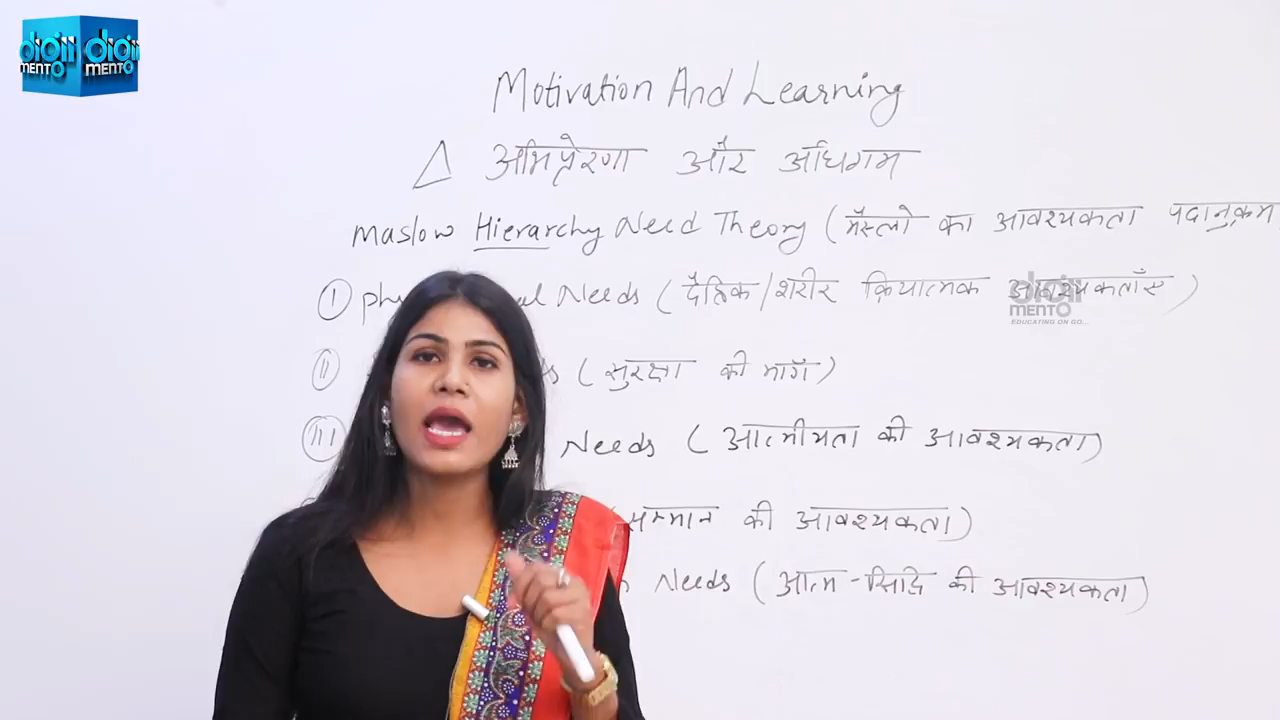 digii digii
MENTO MENTO
Motivation And Learning
△ अभिप्रेरणा और अधिगम
Maslow Hierarchy Need Theory (मैस्लो का आवश्यकता पदानुक्रम
(I) Needs (दैहिक/शरीर क्रियात्मक आवश्यकताएँ)
digii
MENTO
EDUCATING ON GO...
(II) (सुरक्षा की मांग)
(III) Needs (आत्मीयता की आवश्यकता)
सम्मान की आवश्यकता)
Needs (आत्म-सिद्धि की आवश्यकता)